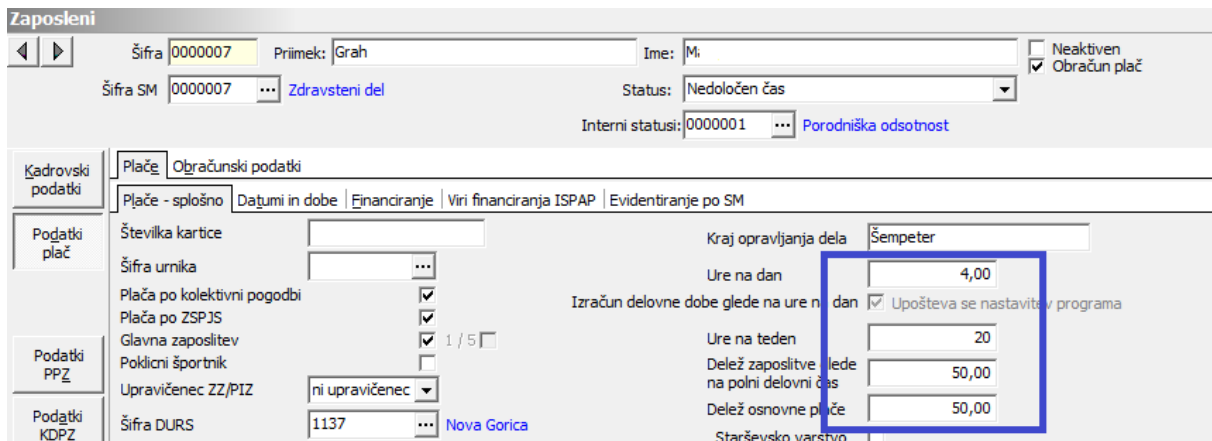 Zaposleni
Šifra 0000007 Priimek: Grah Ime: Ma Neaktiven
Obračun plač
Šifra SM 0000007 ... Zdravsteni del Status: Nedoločen čas
Interni statusi: 0000001 ... Porodniška odsotnost
Kadrovski podatki
Plače Obračunski podatki
Plače - splošno Datumi in dobe Financiranje Viri financiranja ISPAP Evidentiranje po SM
Podatki plač
Številka kartice
Kraj opravljanja dela Šempeter
Šifra urnika ...
Ure na dan 4,00
Plača po kolektivni pogodbi
Izračun delovne dobe glede na ure na dan Upošteva se nastavitev programa
Plača po ZSPJS
Glavna zaposlitev 1 / 5
Ure na teden 20
Podatki PPZ
Poklicni športnik
Delež zaposlitve glede
na polni delovni čas 50,00
Upravičenec ZZ/PIZ ni upravičenec
Delež osnovne plače 50,00
Podatki KDPZ
Šifra DURS 1137 ... Nova Gorica
Starševsko varstvo